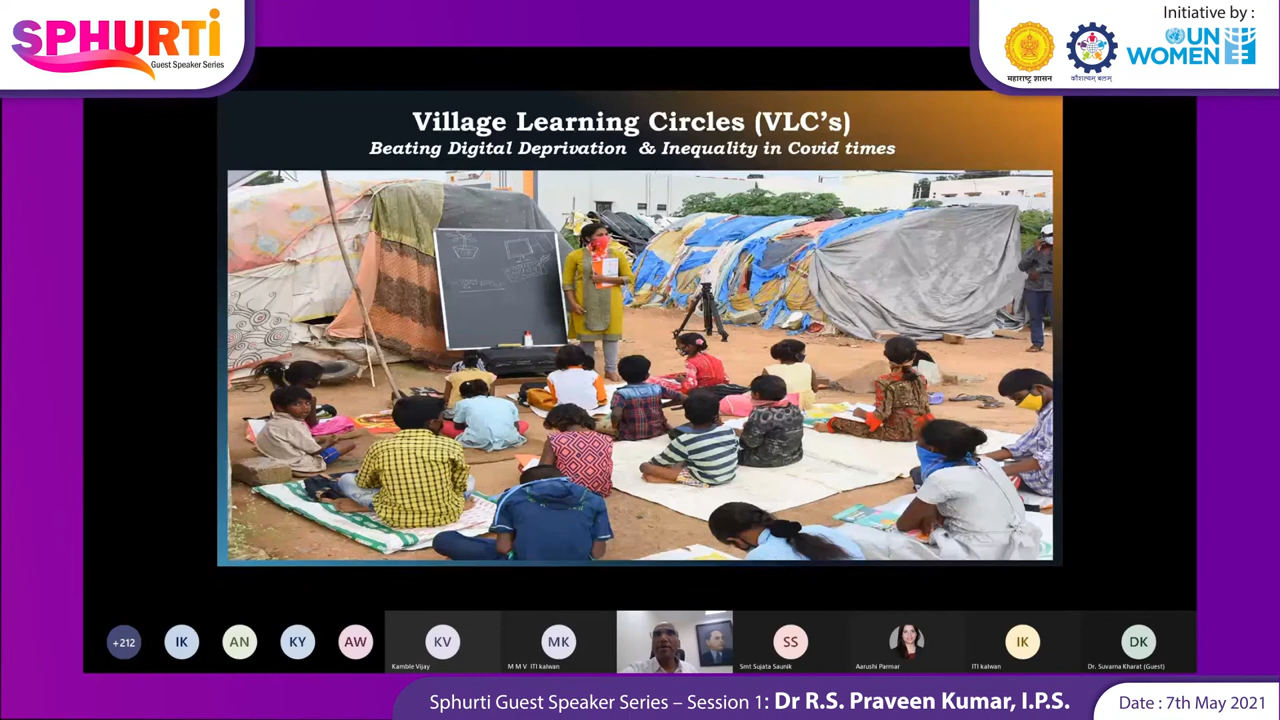 SPHURTi
Guest Speaker Series
Initiative by :
महाराष्ट्र शासन
कौशल्यम् बलम्
UN
WOMEN
Village Learning Circles (VLC's)
Beating Digital Deprivation & Inequality in Covid times
+212
IK
AN
KY
AW
KV
Kamble Vijay
MK
M M V ITI kalwan
SS
Smt Sujata Saunik
Aarushi Parmar
IK
ITI kalwan
DK
Dr. Suvarna Kharat (Guest)
Sphurti Guest Speaker Series – Session 1: Dr R.S. Praveen Kumar, I.P.S.
Date : 7th May 2021